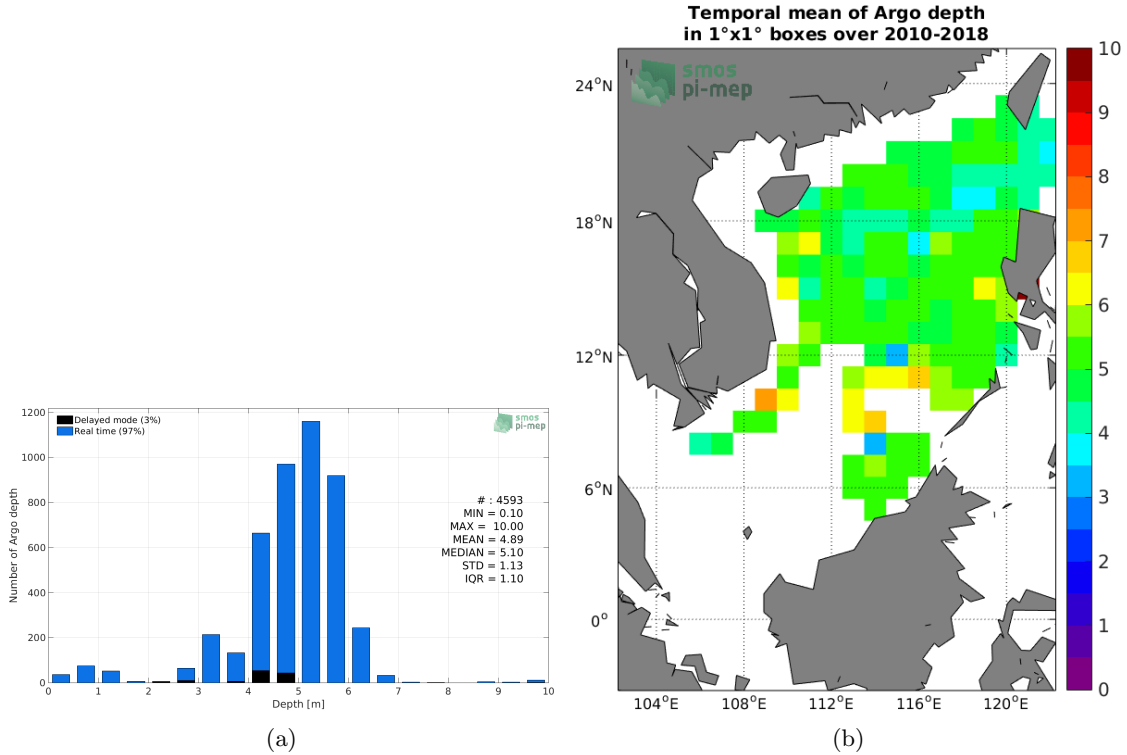 1200
1000
800
600
400
200
0
Number of Argo depth
Delayed mode (3%)
Real time (97%)
smos
pi-mep
# : 4593
MIN = 0.10
MAX = 10.00
MEAN = 4.89
MEDIAN = 5.10
STD = 1.13
IQR = 1.10
0 1 2 3 4 5 6 7 8 9 10
Depth [m]
(a)
Temporal mean of Argo depth
in 1°x1° boxes over 2010-2018
smos
pi-mep
24°N
18°N
12°N
6°N
0°
104°E 108°E 112°E 116°E 120°E
10
9
8
7
6
5
4
3
2
1
0
(b)